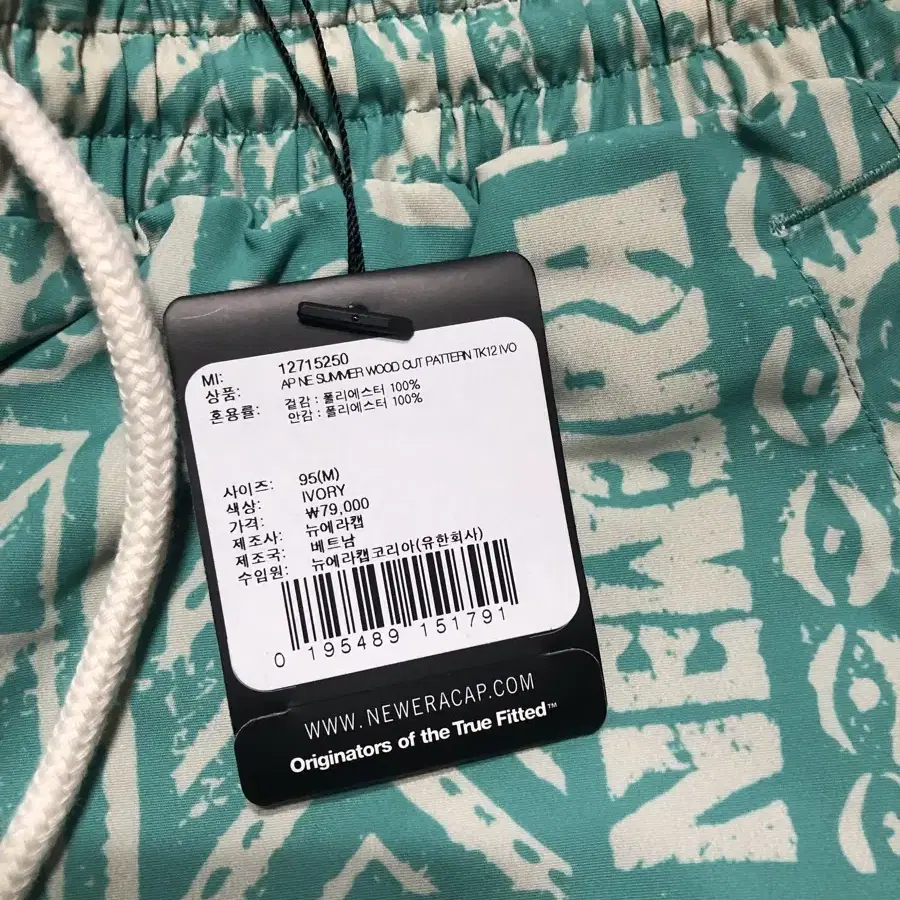 MI: 12715250
상품: AP NE SUMMER WOOD CUT PATTERN TK12 IVO
혼용률: 겉감 : 폴리에스터 100%
안감 : 폴리에스터 100%
사이즈: 95(M)
색상: IVORY
가격: ₩79,000
제조사: 뉴에라캡
제조국: 베트남
수입원: 뉴에라캡코리아(유한회사)
0 195489 151791
WWW.NEWERACAP.COM
Originators of the True Fitted™
NEW ERA